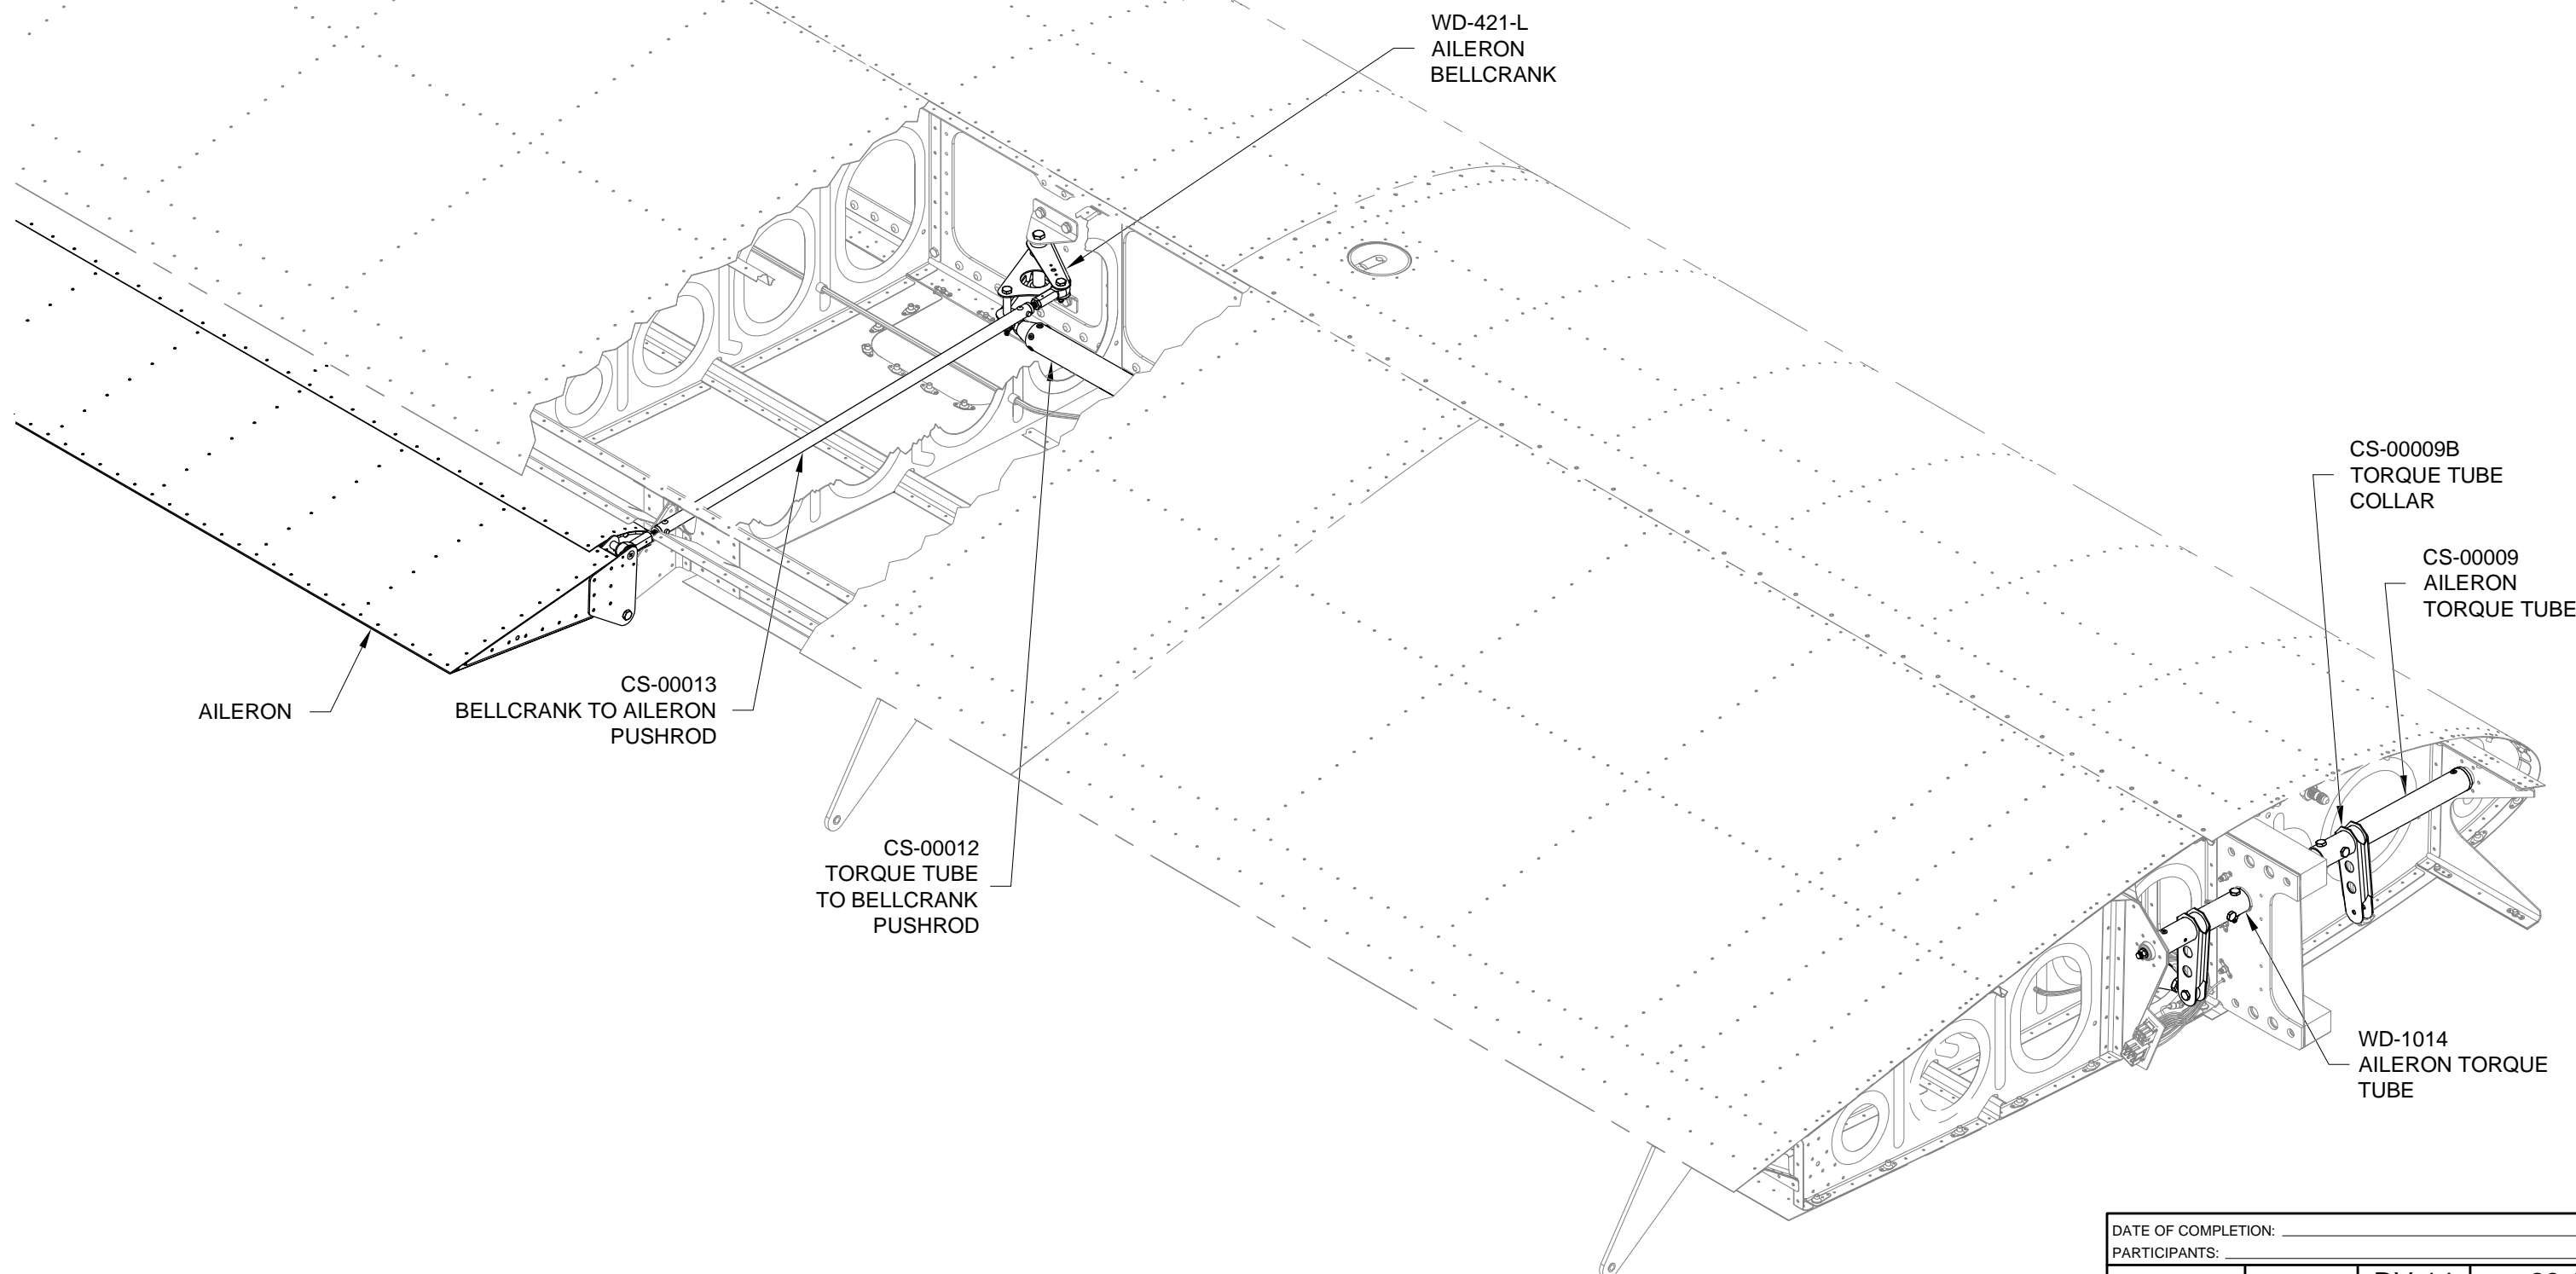 WD-421-L
AILERON
BELLCRANK
CS-00009B
TORQUE TUBE
COLLAR
CS-00009
AILERON
TORQUE TUBE
AILERON
CS-00013
BELLCRANK TO AILERON
PUSHROD
CS-00012
TORQUE TUBE
TO BELLCRANK
PUSHROD
WD-1014
AILERON TORQUE
TUBE
DATE OF COMPLETION:
PARTICIPANTS: